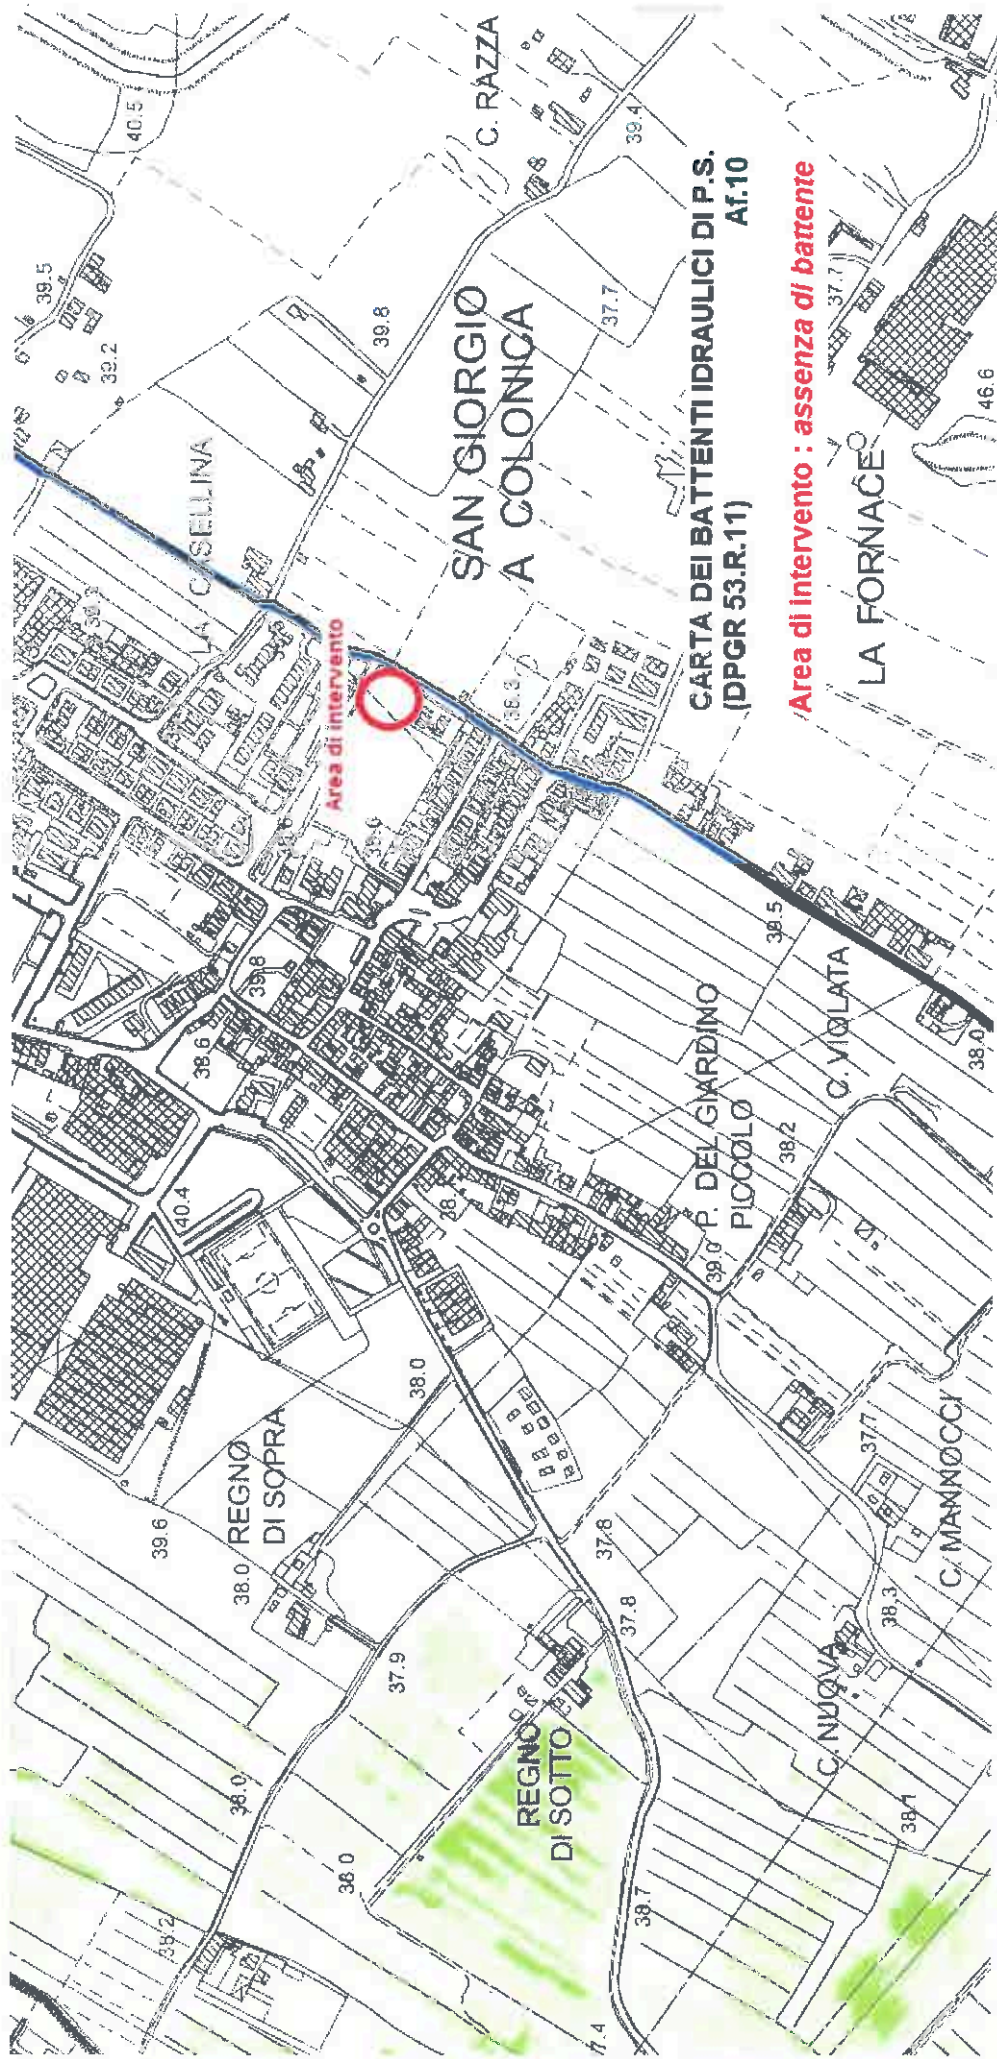 CARTA DEI BATTENTI IDRAULICI DI P.S.
(DPGR 53.R.11)
Af.10
Area di intervento : assenza di battente
Area di intervento
SAN GIORGIO
A COLONICA
C. RAZZA
LA CASELLINA
LA FORNACE
P. DEL GIARDINO
PICCOLO
C. VIOLATA
REGNO
DI SOPRA
REGNO
DI SOTTO
C. NUOVA
C. MANNOCCI
40.5
39.5
39.2
39.8
39.4
37.7
37.7
46.6
38.3
39.8
38.6
40.4
38.5
38.0
38.2
39.0
38.0
39.6
38.0
37.9
37.8
37.8
37.7
38.3
38.1
38.7
38.0
38.0
38.2
7.4